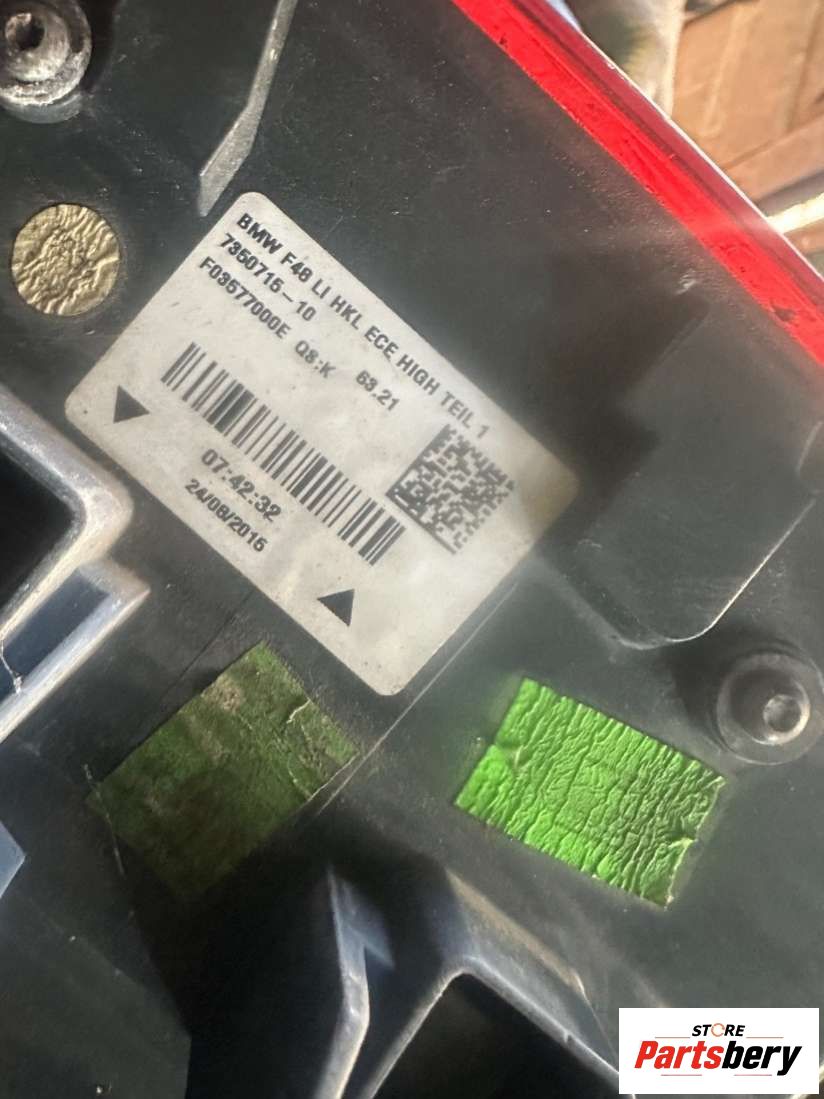 BMW F48 LI HKL ECE HIGH TEIL 1
7350715-10
F03577000E Q8:K 63.21
07:42:32
24/08/2015
STORE
Partsbery